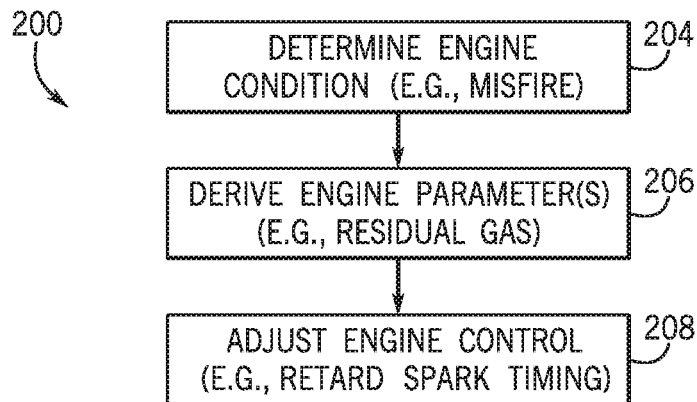 200
DETERMINE ENGINE
CONDITION (E.G., MISFIRE)
204
DERIVE ENGINE PARAMETER(S)
(E.G., RESIDUAL GAS)
206
ADJUST ENGINE CONTROL
(E.G., RETARD SPARK TIMING)
208